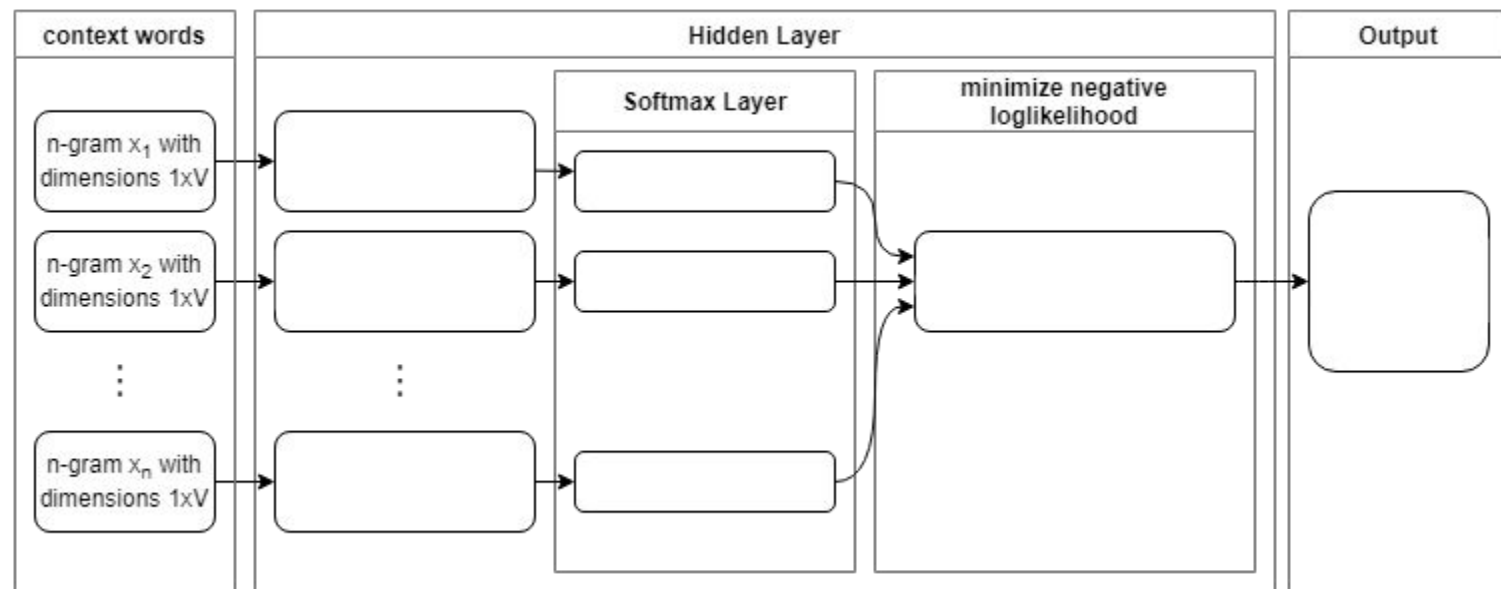 context words
Hidden Layer
Output
Softmax Layer
minimize negative
loglikelihood
n-gram x₁ with
dimensions 1xV
n-gram x₂ with
dimensions 1xV
⋮
⋮
n-gram xₙ with
dimensions 1xV